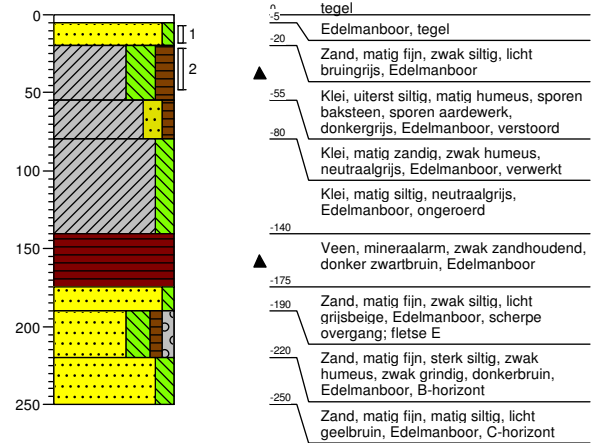 0
50
100
150
200
250
1
2
0
tegel
-5
Edelmanboor, tegel
-20
Zand, matig fijn, zwak siltig, licht
bruingrijs, Edelmanboor
-55
Klei, uiterst siltig, matig humeus, sporen
baksteen, sporen aardewerk,
donkergrijs, Edelmanboor, verstoord
-80
Klei, matig zandig, zwak humeus,
neutraalgrijs, Edelmanboor, verwerkt
Klei, matig siltig, neutraalgrijs,
Edelmanboor, ongeroerd
-140
Veen, mineraalarm, zwak zandhoudend,
donker zwartbruin, Edelmanboor
-175
-190
Zand, matig fijn, zwak siltig, licht
grijsbeige, Edelmanboor, scherpe
overgang; fletse E
-220
Zand, matig fijn, sterk siltig, zwak
humeus, zwak grindig, donkerbruin,
Edelmanboor, B-horizont
-250
Zand, matig fijn, matig siltig, licht
geelbruin, Edelmanboor, C-horizont